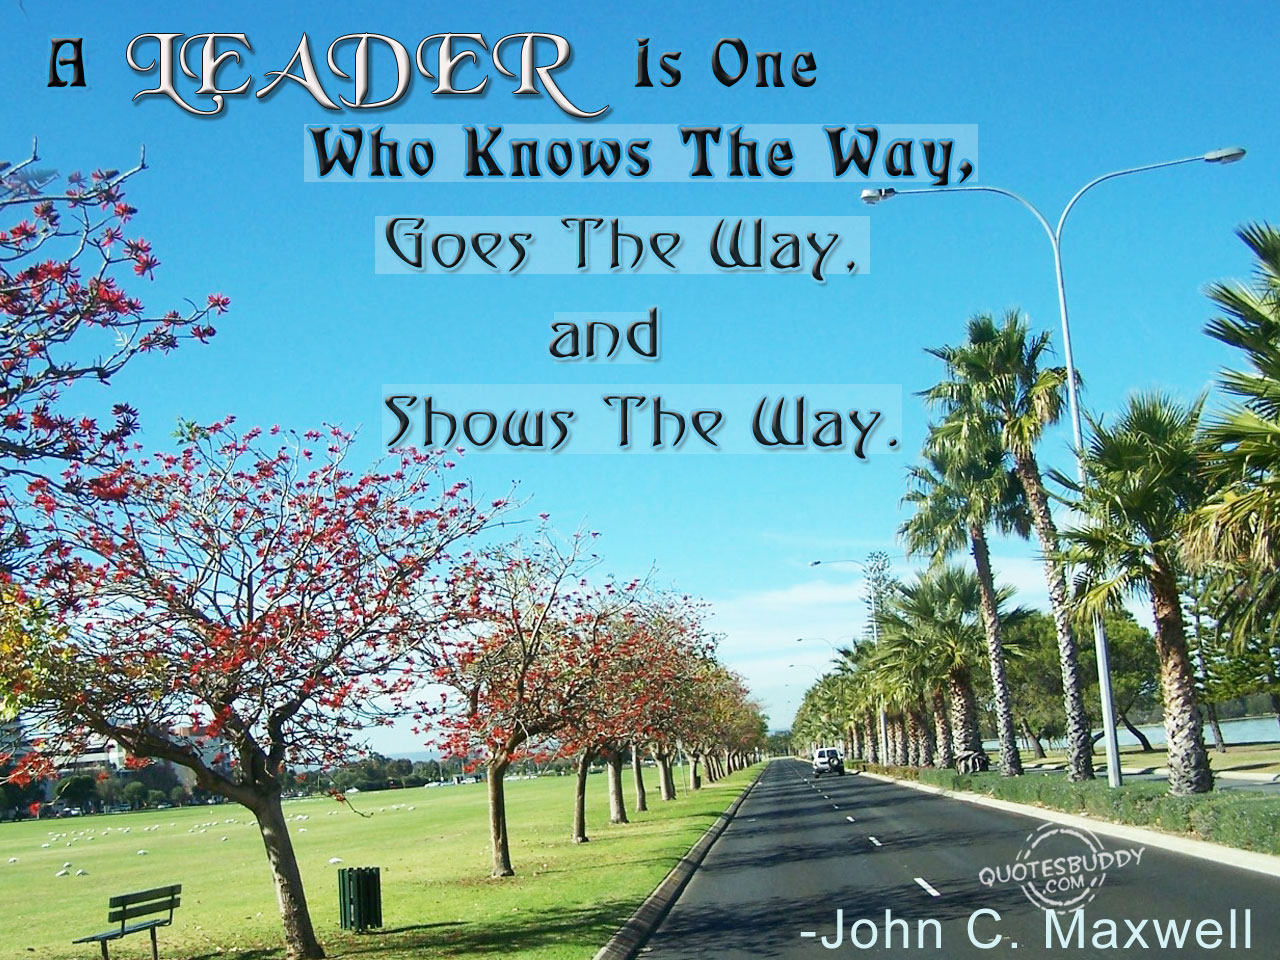 A LEADER is One
Who Knows The Way,
Goes The Way,
and
Shows The Way.
QUOTESBUDDY
.COM
-John C. Maxwell